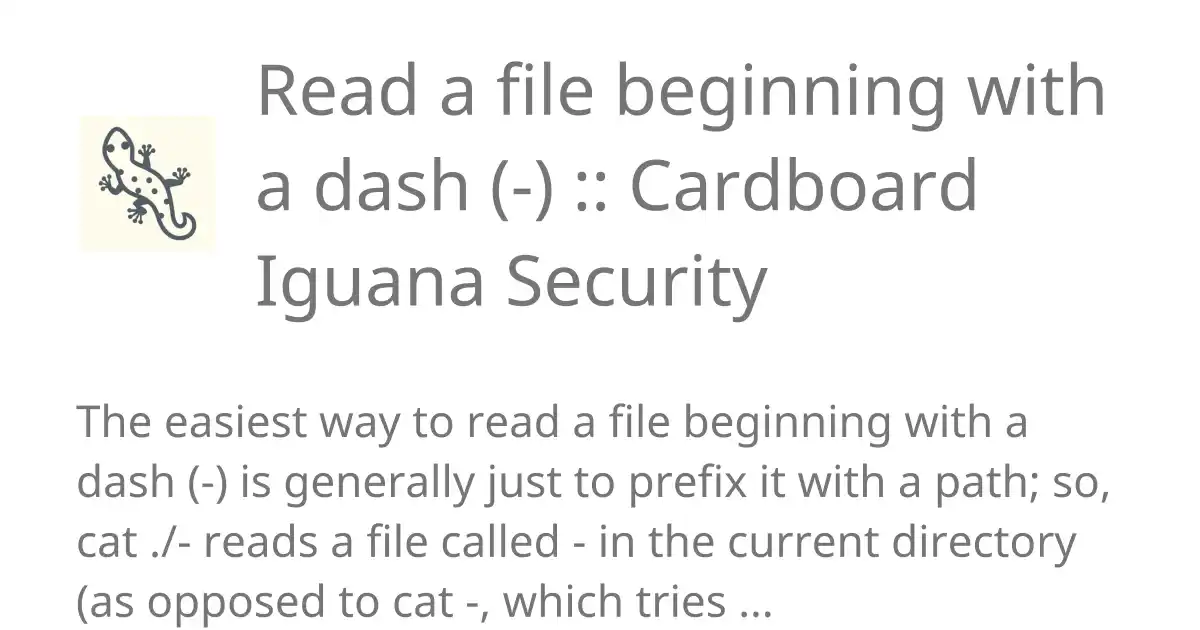 Read a file beginning with
a dash (-) :: Cardboard
Iguana Security
The easiest way to read a file beginning with a
dash (-) is generally just to prefix it with a path; so,
cat ./- reads a file called - in the current directory
(as opposed to cat -, which tries ...